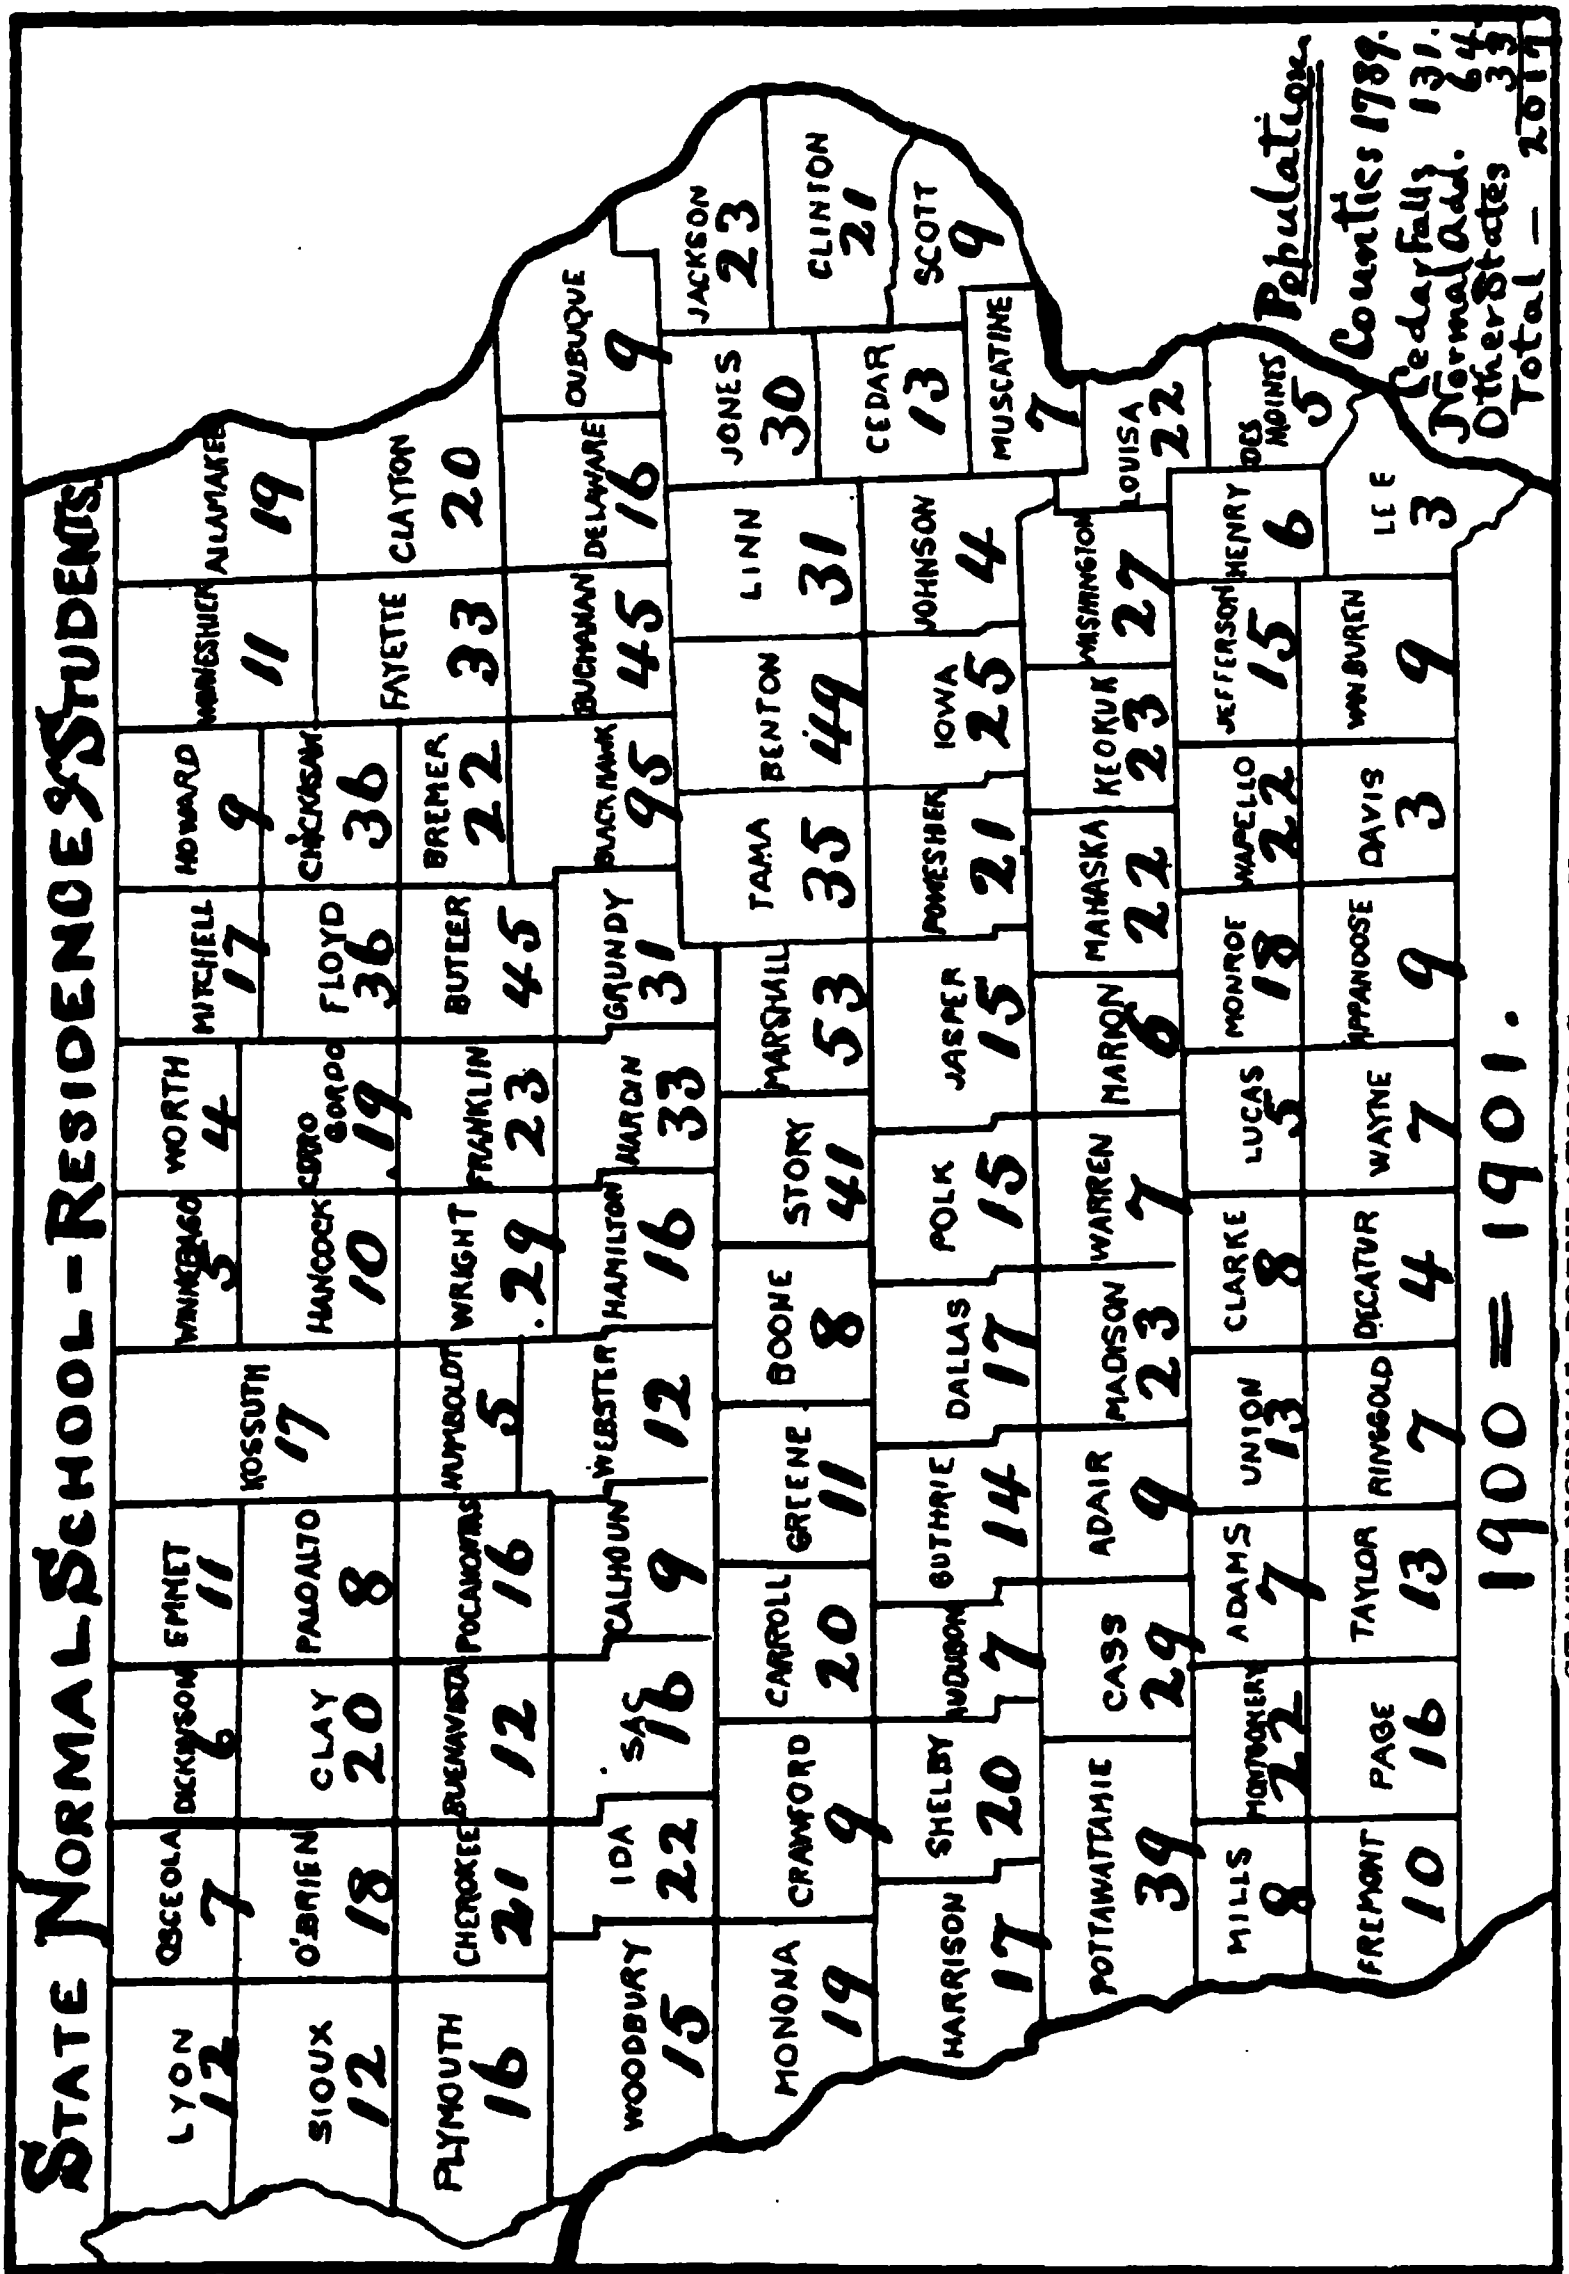 STATE NORMAL SCHOOL - RESIDENCE of STUDENTS.
LYON
12
OSCEOLA
7
DICKINSON
6
EMMET
11
KOSSUTH
17
WINNEBAGO
5
WORTH
4
MITCHELL
17
HOWARD
9
WINNESHIEK
11
ALLAMAKEE
19
SIOUX
12
O'BRIEN
18
CLAY
20
PALOALTO
8
HANCOCK
10
CERRO
GORDO
19
FLOYD
36
CHICKASAW
36
FAYETTE
33
CLAYTON
20
PLYMOUTH
16
CHEROKEE
21
BUENAVISTA
12
POCAHONTAS
16
HUMBOLDT
5
WRIGHT
29
FRANKLIN
23
BUTLER
45
BREMER
22
WOODBURY
15
IDA
22
SAC
16
CALHOUN
9
WEBSTER
12
HAMILTON
16
HARDIN
33
GRUNDY
31
BLACK HAWK
95
BUCHANAN
45
DELAWARE
16
DUBUQUE
9
MONONA
19
CRAWFORD
9
CARROLL
20
GREENE
11
BOONE
8
STORY
41
MARSHALL
53
TAMA
35
BENTON
49
LINN
31
JONES
30
JACKSON
23
CLINTON
21
HARRISON
17
SHELBY
20
AUDUBON
7
GUTHRIE
14
DALLAS
17
POLK
15
JASPER
15
POWESHEK
21
IOWA
25
JOHNSON
4
CEDAR
13
SCOTT
9
MUSCATINE
7
POTTAWATTAMIE
39
CASS
29
ADAIR
9
MADISON
23
WARREN
7
MARION
6
MAHASKA
22
KEOKUK
23
WASHINGTON
27
LOUISA
22
MILLS
8
MONTGOMERY
22
ADAMS
7
UNION
13
CLARKE
8
LUCAS
5
MONROE
18
WAPELLO
22
JEFFERSON
15
HENRY
6
DES
MOINES
5
FREMONT
10
PAGE
16
TAYLOR
13
RINGGOLD
7
DECATUR
4
WAYNE
7
APPANOOSE
9
DAVIS
3
VAN BUREN
9
LEE
3
Population
Counties 1789.
Cedar Falls 131.
Normal Add. 64.
Other States 33
Total - 2017
1900 = 1901.